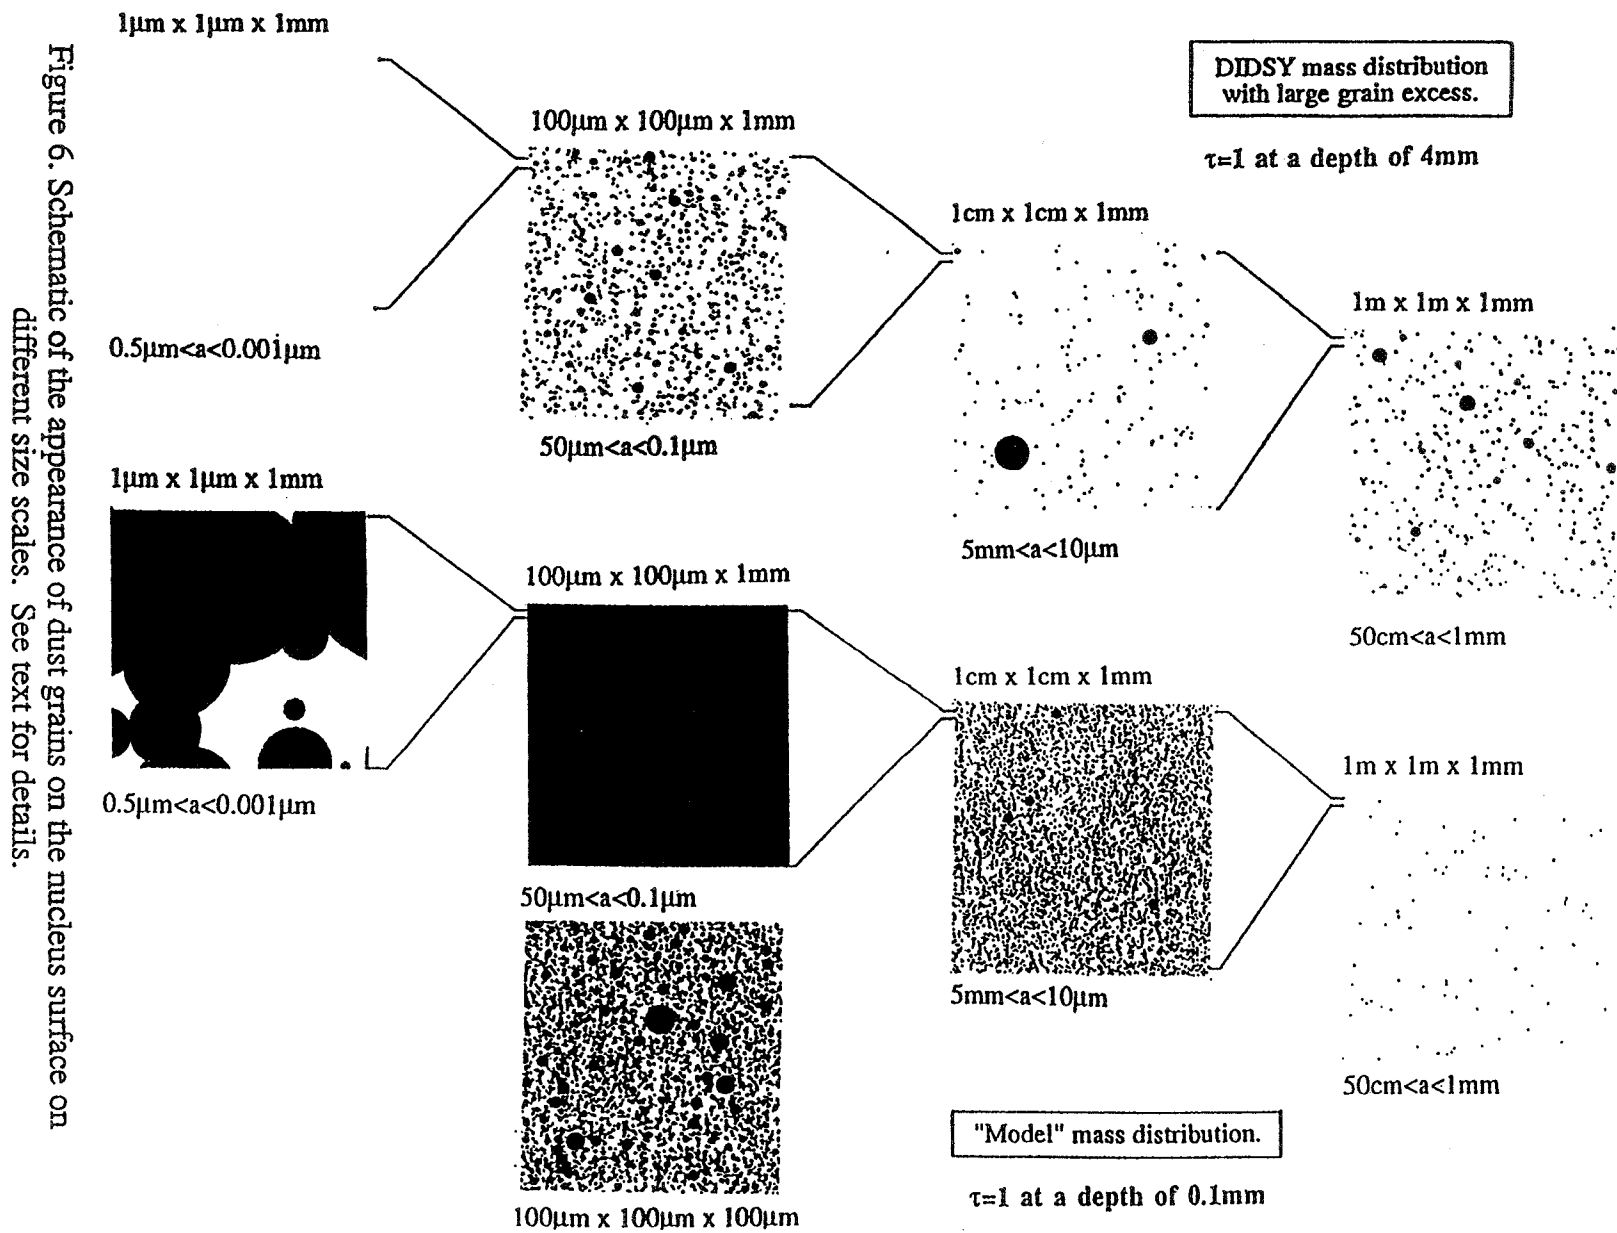 1μm x 1μm x 1mm
DIDSY mass distribution
with large grain excess.
100μm x 100μm x 1mm
τ=1 at a depth of 4mm
1cm x 1cm x 1mm
1m x 1m x 1mm
0.5μm<a<0.001μm
50μm<a<0.1μm
1μm x 1μm x 1mm
5mm<a<10μm
100μm x 100μm x 1mm
50cm<a<1mm
1cm x 1cm x 1mm
1m x 1m x 1mm
0.5μm<a<0.001μm
50μm<a<0.1μm
5mm<a<10μm
50cm<a<1mm
"Model" mass distribution.
τ=1 at a depth of 0.1mm
100μm x 100μm x 100μm
Figure 6. Schematic of the appearance of dust grains on the nucleus surface on
different size scales. See text for details.